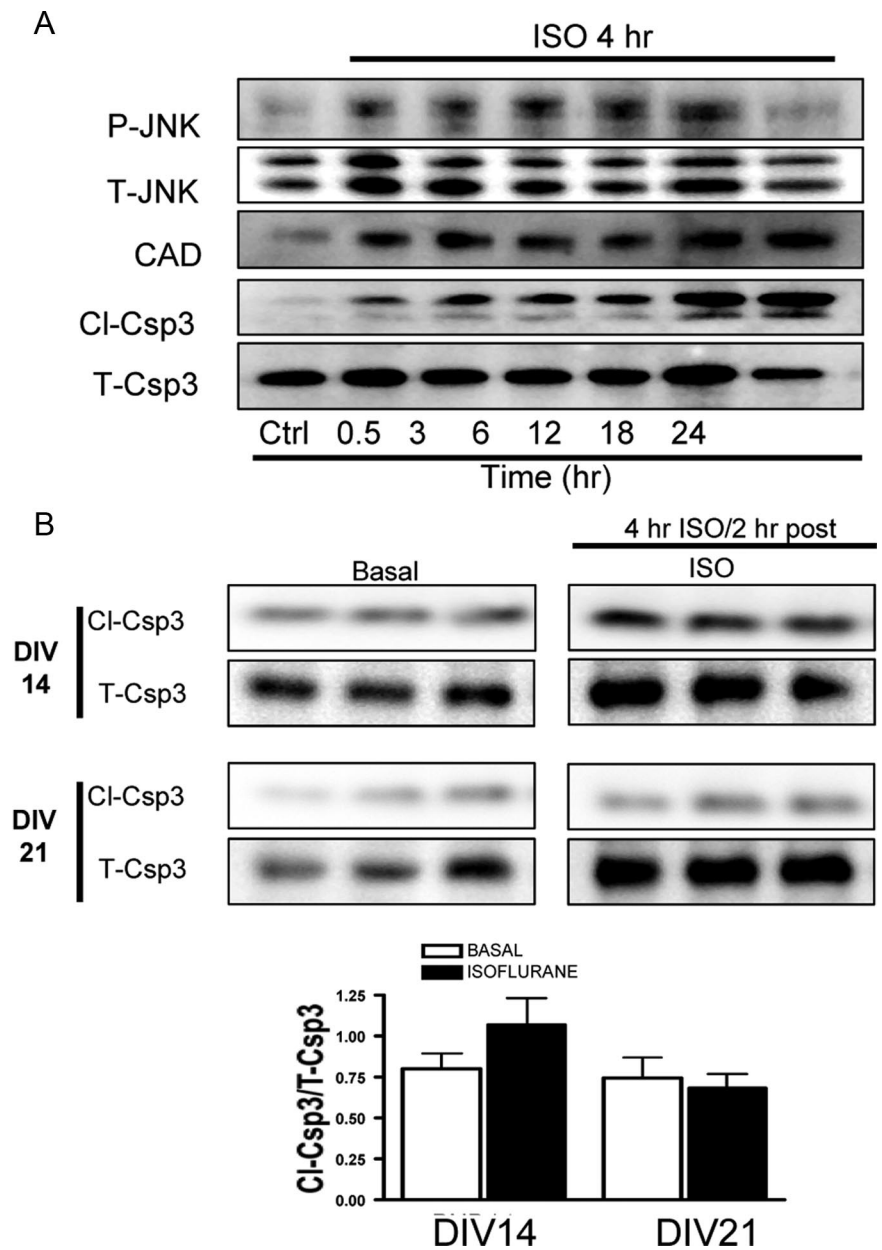 A
ISO 4 hr
P-JNK
T-JNK
CAD
Cl-Csp3
T-Csp3
Ctrl 0.5 3 6 12 18 24
Time (hr)
B
4 hr ISO/2 hr post
Basal
ISO
DIV 14
Cl-Csp3
T-Csp3
DIV 21
Cl-Csp3
T-Csp3
BASAL
ISOFLURANE
Cl-Csp3/T-Csp3
1.25
1.00
0.75
0.50
0.25
0.00
DIV14 DIV21